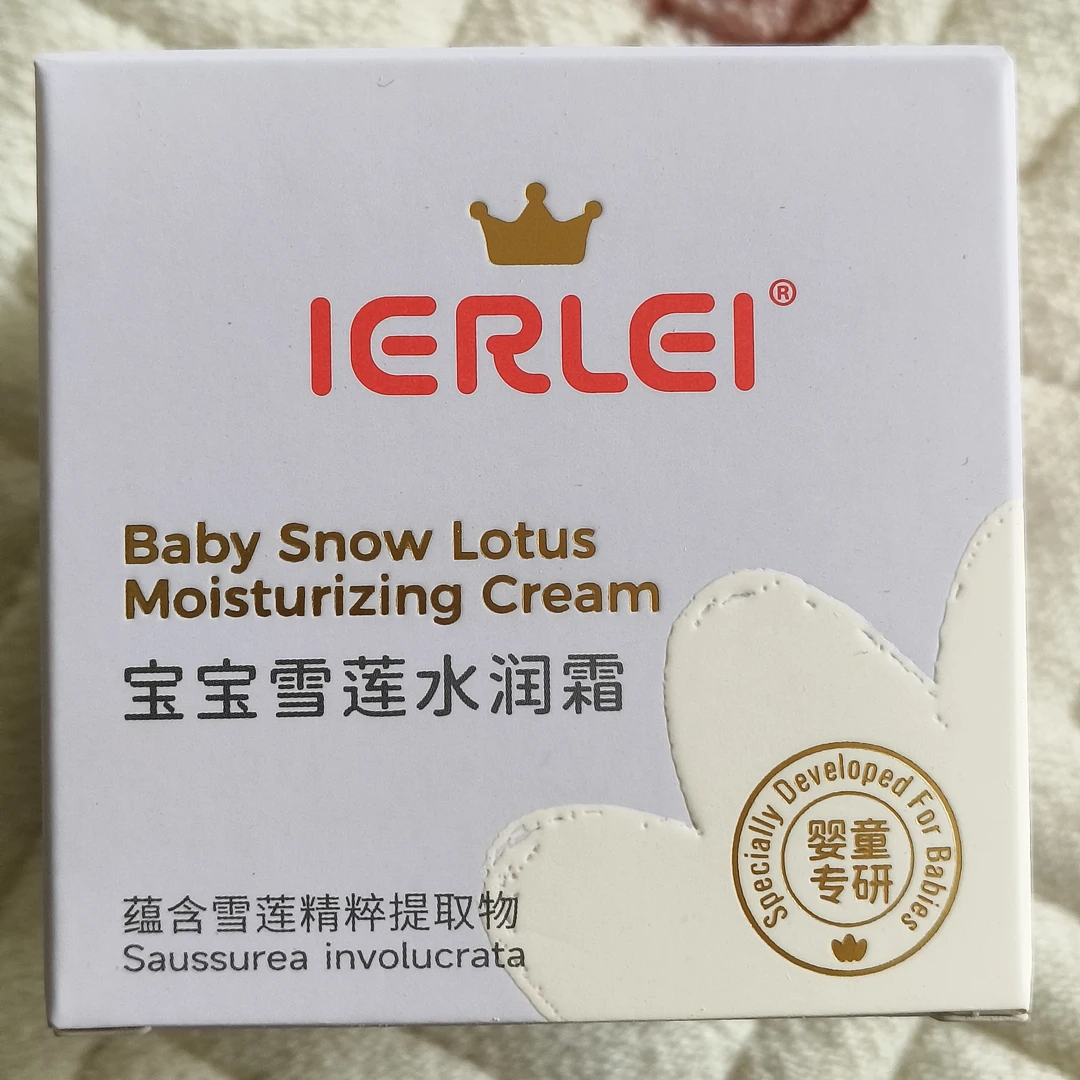 IERLEI®
Baby Snow Lotus
Moisturizing Cream
宝宝雪莲水润霜
蕴含雪莲精粹提取物
Saussurea involucrata
Specially Developed For Babies
婴童
专研